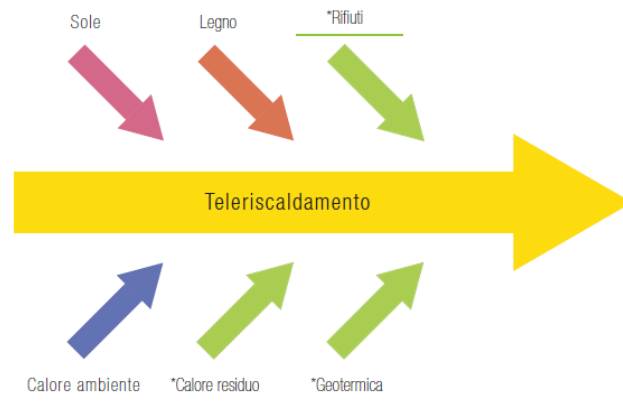 Sole
Legno
*Rifiuti
Teleriscaldamento
Calore ambiente
*Calore residuo
*Geotermica